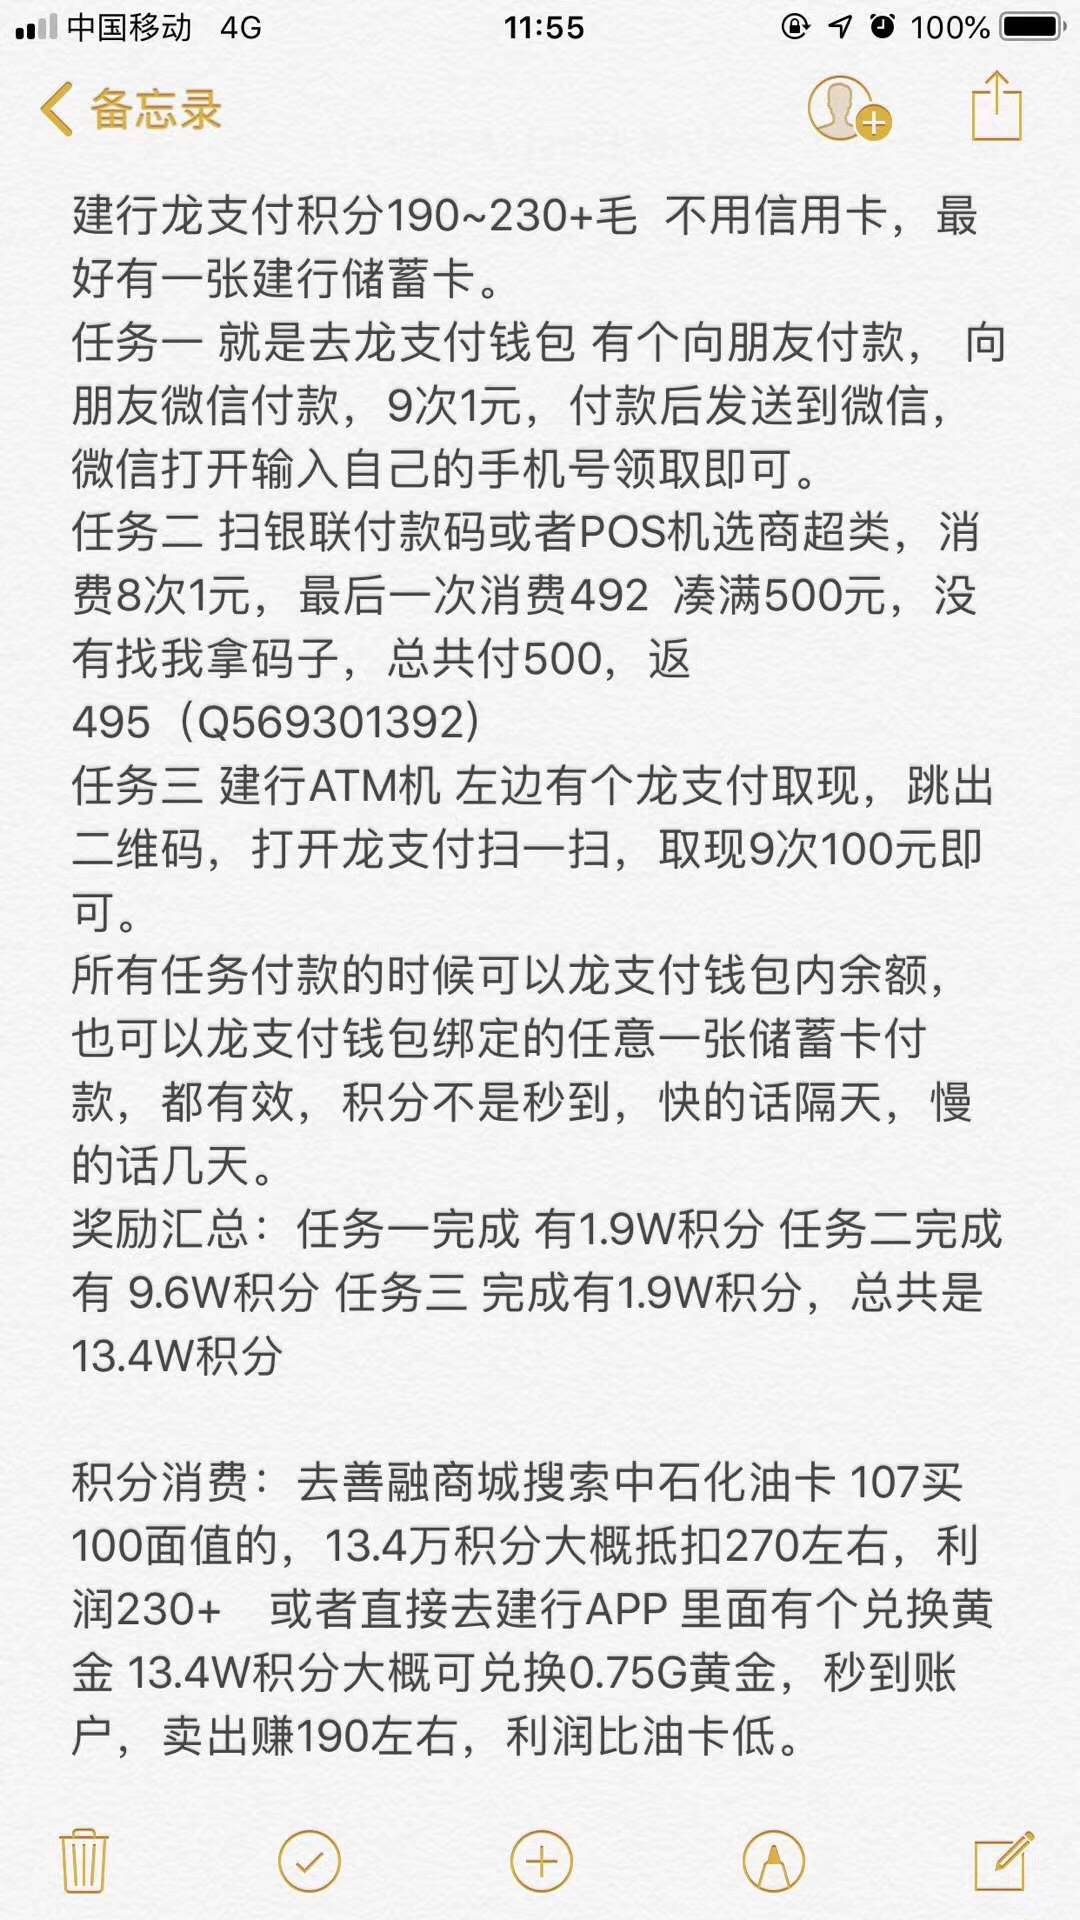 中国移动 4G 11:55 100%
备忘录
建行龙支付积分190~230+毛 不用信用卡，最
好有一张建行储蓄卡。
任务一 就是去龙支付钱包 有个向朋友付款， 向
朋友微信付款，9次1元，付款后发送到微信，
微信打开输入自己的手机号领取即可。
任务二 扫银联付款码或者POS机选商超类，消
费8次1元，最后一次消费492 凑满500元，没
有找我拿码子，总共付500，返
495（Q569301392)
任务三 建行ATM机 左边有个龙支付取现，跳出
二维码，打开龙支付扫一扫，取现9次100元即
可。
所有任务付款的时候可以龙支付钱包内余额，
也可以龙支付钱包绑定的任意一张储蓄卡付
款，都有效，积分不是秒到，快的话隔天，慢
的话几天。
奖励汇总：任务一完成 有1.9W积分 任务二完成
有 9.6W积分 任务三 完成有1.9W积分，总共是
13.4W积分
积分消费：去善融商城搜索中石化油卡 107买
100面值的，13.4万积分大概抵扣270左右，利
润230+ 或者直接去建行APP 里面有个兑换黄
金 13.4W积分大概可兑换0.75G黄金，秒到账
户，卖出赚190左右，利润比油卡低。